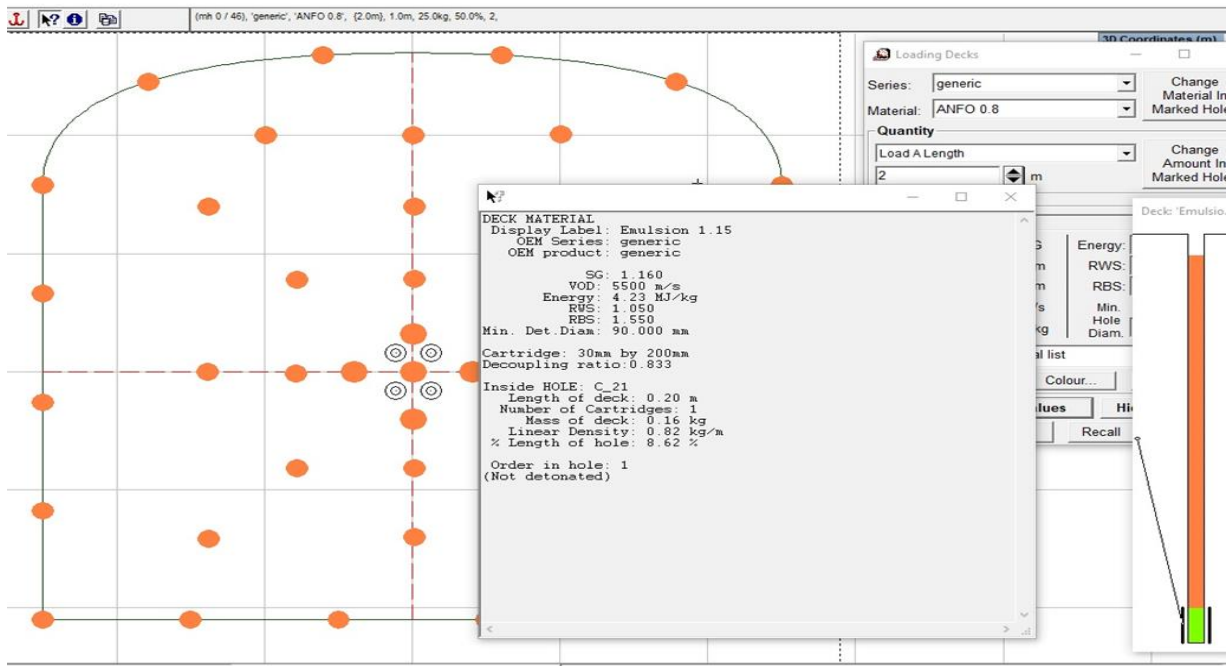 (mh 0 / 46), 'generic', 'ANFO 0.8', {2.0m}, 1.0m, 25.0kg, 50.0%, 2,
3D Coordinates (m)
Loading Decks
Series: generic
Change
Material In
Marked Hole
Material: ANFO 0.8
Quantity
Load A Length
Change
Amount In
Marked Hole
2 m
DECK MATERIAL
Display Label: Emulsion 1.15
OEM Series: generic
OEM product: generic
SG: 1.160
VOD: 5500 m/s
Energy: 4.23 MJ/kg
RWS: 1.050
RBS: 1.550
Min. Det.Diam: 90.000 mm
Cartridge: 30mm by 200mm
Decoupling ratio:0.833
Inside HOLE: C_21
Length of deck: 0.20 m
Number of Cartridges: 1
Mass of deck: 0.16 kg
Linear Density: 0.82 kg/m
% Length of hole: 8.62 %
Order in hole: 1
(Not detonated)
Energy:
RWS:
RBS:
Min.
Hole
Diam.
al list
Colour...
lues
Hi
Recall
Deck: 'Emulsio